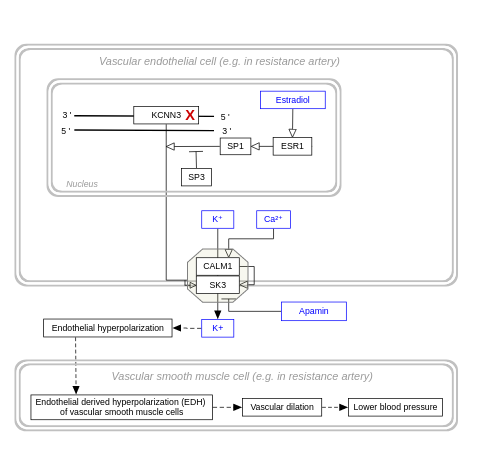 Vascular endothelial cell (e.g. in resistance artery)
Estradiol
3 '
KCNN3
X
5 '
5 '
3 '
SP1
ESR1
SP3
Nucleus
K⁺
Ca²⁺
CALM1
SK3
Apamin
Endothelial hyperpolarization
K+
Vascular smooth muscle cell (e.g. in resistance artery)
Endothelial derived hyperpolarization (EDH)
of vascular smooth muscle cells
Vascular dilation
Lower blood pressure